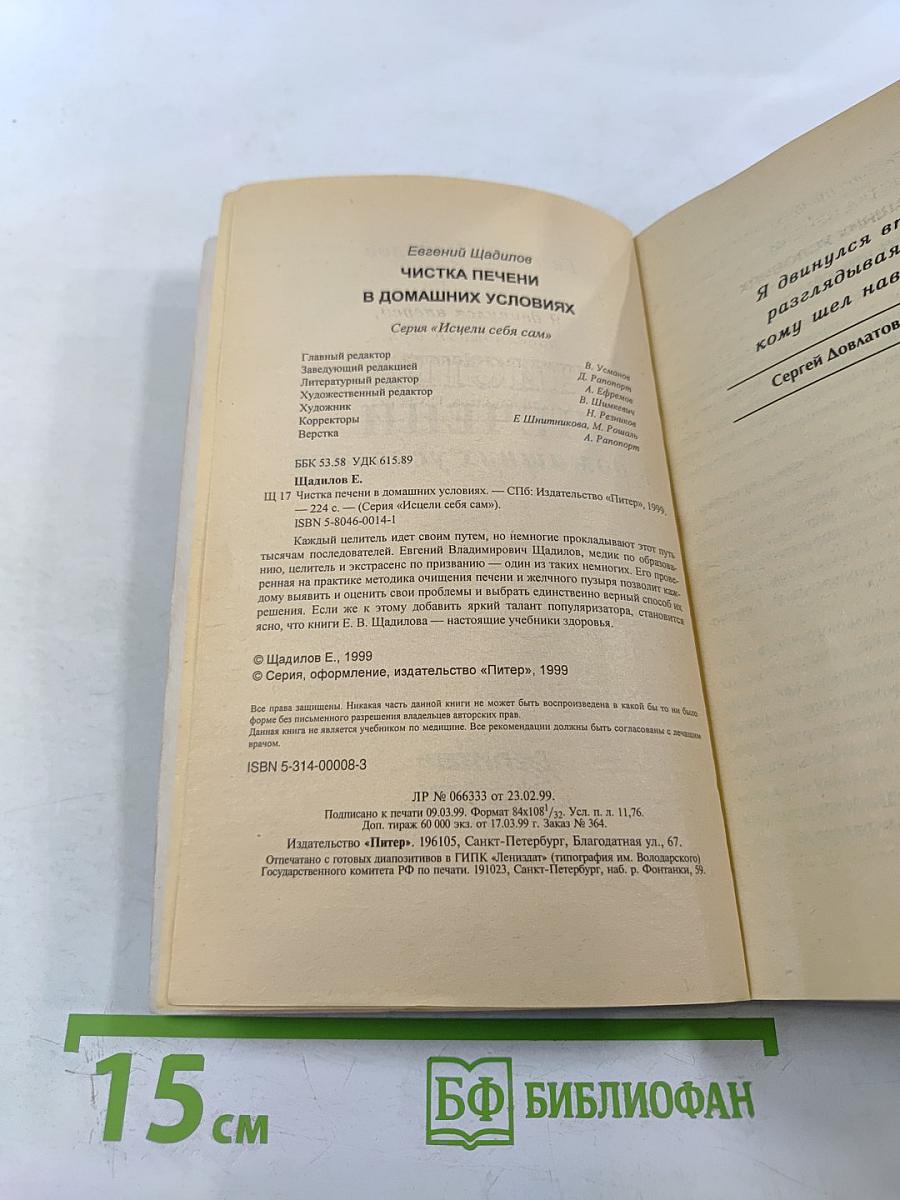 Евгений Щадилов
ЧИСТКА ПЕЧЕНИ
В ДОМАШНИХ УСЛОВИЯХ
Серия «Исцели себя сам»
Главный редактор В. Усманов
Заведующий редакцией Д. Рапопорт
Литературный редактор А. Ефремов
Художественный редактор В. Шимкевич
Художник Н. Резников
Корректоры Е Шнитникова, М. Рошаль
Верстка А. Рапопорт
ББК 53.58 УДК 615.89
Щадилов Е.
Щ 17 Чистка печени в домашних условиях. — СПб: Издательство «Питер», 1999.
— 224 с. — (Серия «Исцели себя сам»).
ISBN 5-8046-0014-1
Каждый целитель идет своим путем, но немногие прокладывают этот путь
тысячам последователей. Евгений Владимирович Щадилов, медик по образова-
нию, целитель и экстрасенс по призванию — один из таких немногих. Его прове-
ренная на практике методика очищения печени и желчного пузыря позволит каж-
дому выявить и оценить свои проблемы и выбрать единственно верный способ их
решения. Если же к этому добавить яркий талант популяризатора, становится
ясно, что книги Е. В. Щадилова — настоящие учебники здоровья.
© Щадилов Е., 1999
© Серия, оформление, издательство «Питер», 1999
Все права защищены. Никакая часть данной книги не может быть воспроизведена в какой бы то ни было
форме без письменного разрешения владельцев авторских прав.
Данная книга не является учебником по медицине. Все рекомендации должны быть согласованы с лечащим
врачом.
ISBN 5-314-00008-3
ЛР № 066333 от 23.02.99.
Подписано к печати 09.03.99. Формат 84х108¹/₃₂. Усл. п. л. 11,76.
Доп. тираж 60 000 экз. от 17.03.99 г. Заказ № 364.
Издательство «Питер». 196105, Санкт-Петербург, Благодатная ул., 67.
Отпечатано с готовых диапозитивов в ГИПК «Лениздат» (типография им. Володарского)
Государственного комитета РФ по печати. 191023, Санкт-Петербург, наб. р. Фонтанки, 59.
Я двинулся вп
разглядывая
кому шел нав
Сергей Довлатов
15 см
БФ БИБЛИОФАН